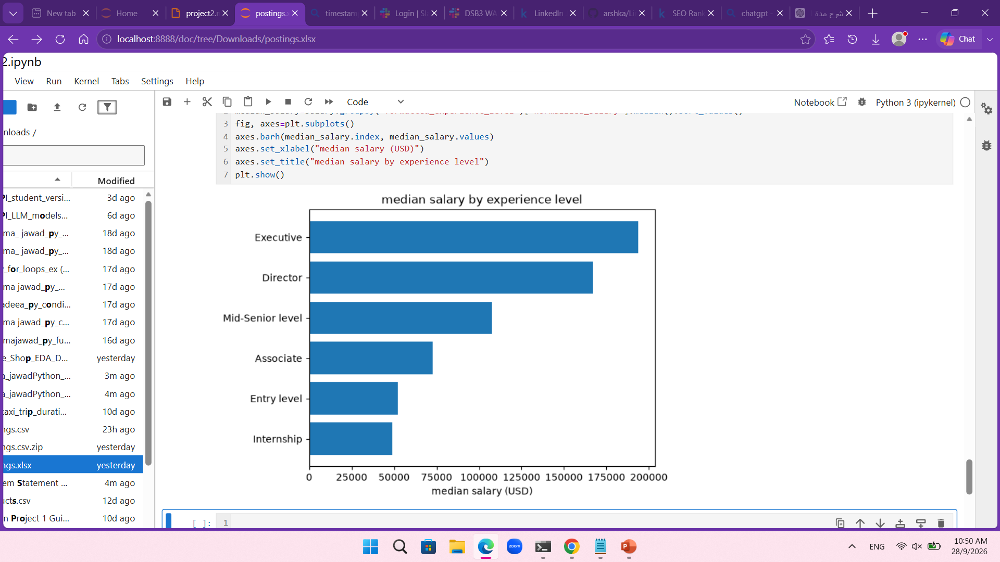 New tab
Home
project2.r
postings.x
timestam
Login | Sl
DSB3 WA
LinkedIn
arshka/Li
SEO Rank
chatgpt -
شرح مدة
localhost:8888/doc/tree/Downloads/postings.xlsx
Chat
2.ipynb
View Run Kernel Tabs Settings Help
Code
Notebook
Python 3 (ipykernel)
nloads /
Modified
PI_student_versi... 3d ago
PI_LLM_models... 6d ago
ma_ jawad_py_... 18d ago
ma_ jawad_py_... 18d ago
_for_loops_ex (... 17d ago
ma jawad_py_... 17d ago
adeea_py_condi... 17d ago
ma jawad_py_c... 17d ago
majawad_py_fu... 16d ago
e_Shop_EDA_D... yesterday
a_jawadPython_... 3m ago
a_jawadPython_... 4m ago
taxi_trip_durati... 10d ago
ngs.csv 23h ago
ngs.csv.zip yesterday
ngs.xlsx yesterday
em Statement ... 4m ago
ucts.csv 12d ago
n Project 1 Gui... 10d ago
3 fig, axes=plt.subplots()
4 axes.barh(median_salary.index, median_salary.values)
5 axes.set_xlabel("median salary (USD)")
6 axes.set_title("median salary by experience level")
7 plt.show()
median salary by experience level
Executive
Director
Mid-Senior level
Associate
Entry level
Internship
0 25000 50000 75000 100000 125000 150000 175000 200000
median salary (USD)
[ ]: 1
zoom
ENG
10:50 AM
28/9/2026